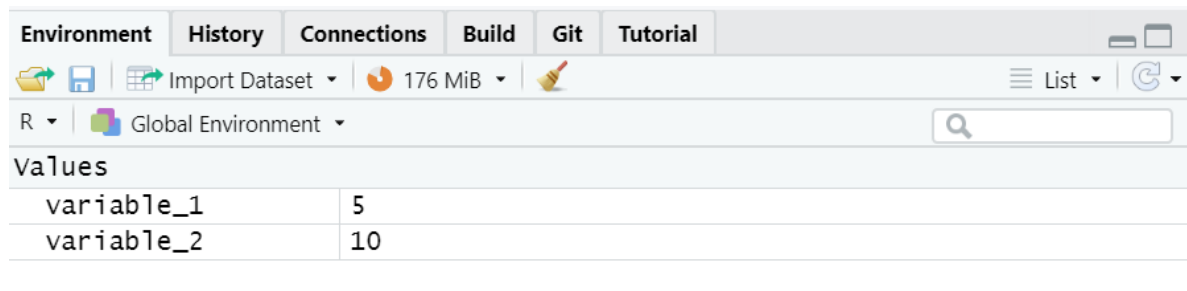 Environment History Connections Build Git Tutorial
Import Dataset 176 MiB List
R Global Environment
Values
variable_1 5
variable_2 10